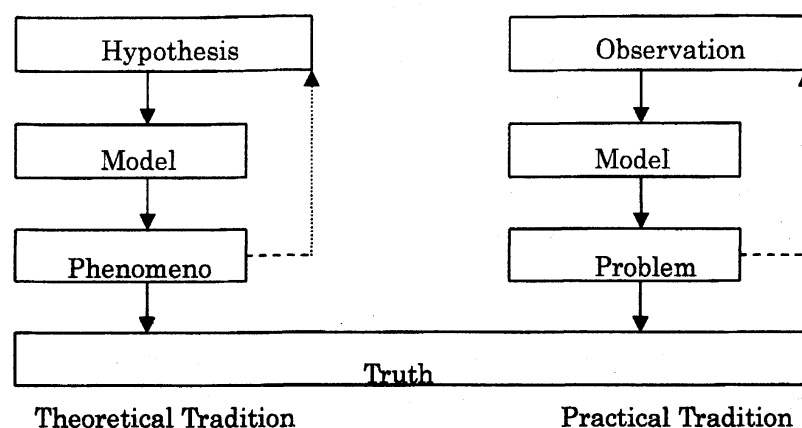 Hypothesis
Observation
Model
Model
Phenomeno
Problem
Truth
Theoretical Tradition
Practical Tradition